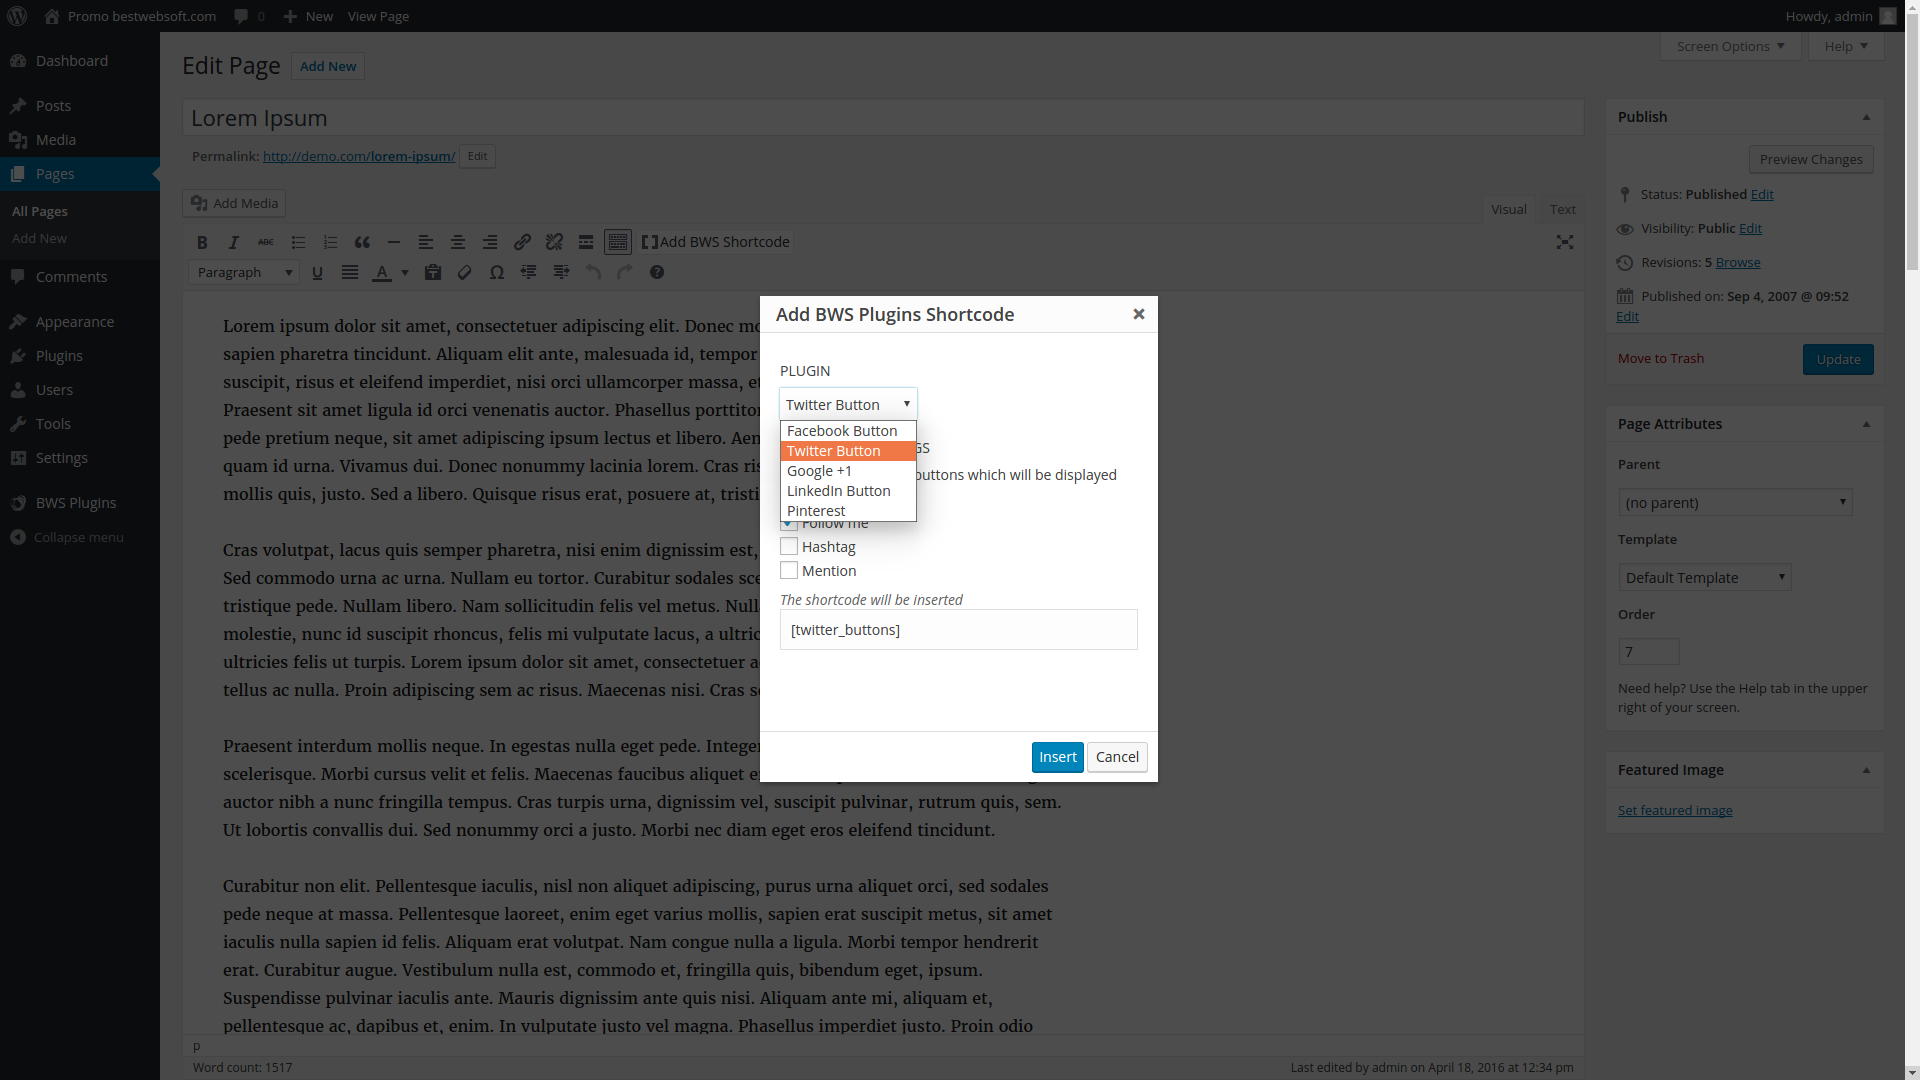 Promo bestwebsoft.com
0
New
View Page
Howdy, admin
Dashboard
Posts
Media
Pages
All Pages
Add New
Comments
Appearance
Plugins
Users
Tools
Settings
BWS Plugins
Collapse menu
Edit Page
Add New
Screen Options
Help
Lorem Ipsum
Permalink: http://demo.com/lorem-ipsum/ Edit
Add Media
Visual
Text
B I ABC
Add BWS Shortcode
Paragraph
U
A
Ω
Lorem ipsum dolor sit amet, consectetuer adipiscing elit. Donec
sapien pharetra tincidunt. Aliquam elit ante, malesuada id, tempor
suscipit, risus et eleifend imperdiet, nisi orci ullamcorper massa,
Praesent sit amet ligula id orci venenatis auctor. Phasellus
pede pretium neque, sit amet adipiscing ipsum lectus et libero.
quam id urna. Vivamus dui. Donec nonummy lacinia lorem. Cras
mollis quis, justo. Sed a libero. Quisque risus erat, posuere at,
Cras volutpat, lacus quis semper pharetra, nisi enim dignissim est,
Sed commodo urna ac urna. Nullam eu tortor. Curabitur sodales
tristique pede. Nullam libero. Nam sollicitudin felis vel metus.
molestie, nunc id suscipit rhoncus, felis mi vulputate lacus, a
ultricies felis ut turpis. Lorem ipsum dolor sit amet, consectetuer
tellus ac nulla. Proin adipiscing sem ac risus. Maecenas nisi. Cras
Praesent interdum mollis neque. In egestas nulla eget pede.
scelerisque. Morbi cursus velit et felis. Maecenas faucibus aliquet
auctor nibh a nunc fringilla tempus. Cras turpis urna, dignissim vel, suscipit pulvinar, rutrum quis, sem.
Ut lobortis convallis dui. Sed nonummy orci a justo. Morbi nec diam eget eros eleifend tincidunt.
Curabitur non elit. Pellentesque iaculis, nisl non aliquet adipiscing, purus urna aliquet orci, sed sodales
pede neque at massa. Pellentesque laoreet, enim eget varius mollis, sapien erat suscipit metus, sit amet
iaculis nulla sapien id felis. Aliquam erat volutpat. Nam congue nulla a ligula. Morbi tempor hendrerit
erat. Curabitur augue. Vestibulum nulla est, commodo et, fringilla quis, bibendum eget, ipsum.
Suspendisse pulvinar iaculis ante. Mauris dignissim ante quis nisi. Aliquam ante mi, aliquam et,
pellentesque ac, dapibus et, enim. In vulputate justo vel magna. Phasellus imperdiet justo. Proin odio
p
Word count: 1517
Last edited by admin on April 18, 2016 at 12:34 pm
Add BWS Plugins Shortcode
PLUGIN
Twitter Button
Facebook Button
Twitter Button
Google +1
LinkedIn Button
Pinterest
GS
buttons which will be displayed
Follow me
Hashtag
Mention
The shortcode will be inserted
[twitter_buttons]
Insert
Cancel
Publish
Preview Changes
Status: Published Edit
Visibility: Public Edit
Revisions: 5 Browse
Published on: Sep 4, 2007 @ 09:52
Edit
Move to Trash
Update
Page Attributes
Parent
(no parent)
Template
Default Template
Order
7
Need help? Use the Help tab in the upper
right of your screen.
Featured Image
Set featured image